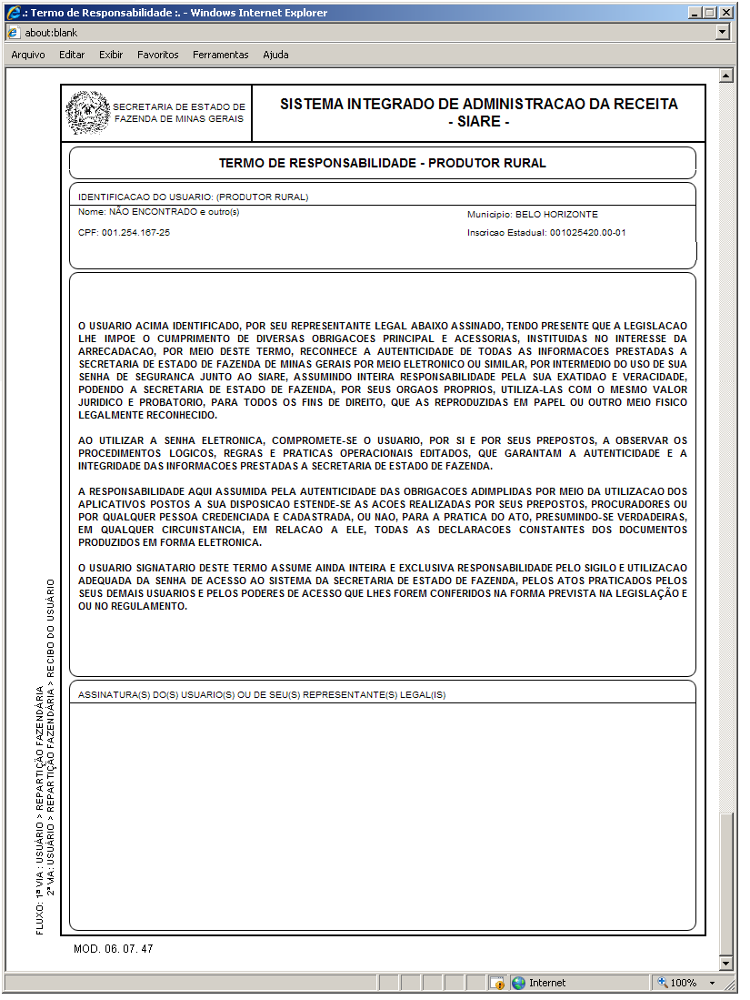 .: Termo de Responsabilidade :. - Windows Internet Explorer
about:blank
Arquivo Editar Exibir Favoritos Ferramentas Ajuda
SECRETARIA DE ESTADO DE
FAZENDA DE MINAS GERAIS
SISTEMA INTEGRADO DE ADMINISTRACAO DA RECEITA
- SIARE -
TERMO DE RESPONSABILIDADE - PRODUTOR RURAL
IDENTIFICACAO DO USUARIO: (PRODUTOR RURAL)
Nome: NÃO ENCONTRADO e outro(s)
Municipio: BELO HORIZONTE
CPF: 001.254.167-25
Inscricao Estadual: 001025420.00-01
O USUARIO ACIMA IDENTIFICADO, POR SEU REPRESENTANTE LEGAL ABAIXO ASSINADO, TENDO PRESENTE QUE A LEGISLACAO
LHE IMPOE O CUMPRIMENTO DE DIVERSAS OBRIGACOES PRINCIPAL E ACESSORIAS, INSTITUIDAS NO INTERESSE DA
ARRECADACAO, POR MEIO DESTE TERMO, RECONHECE A AUTENTICIDADE DE TODAS AS INFORMACOES PRESTADAS A
SECRETARIA DE ESTADO DE FAZENDA DE MINAS GERAIS POR MEIO ELETRONICO OU SIMILAR, POR INTERMEDIO DO USO DE SUA
SENHA DE SEGURANCA JUNTO AO SIARE, ASSUMINDO INTEIRA RESPONSABILIDADE PELA SUA EXATIDAO E VERACIDADE,
PODENDO A SECRETARIA DE ESTADO DE FAZENDA, POR SEUS ORGAOS PROPRIOS, UTILIZA-LAS COM O MESMO VALOR
JURIDICO E PROBATORIO, PARA TODOS OS FINS DE DIREITO, QUE AS REPRODUZIDAS EM PAPEL OU OUTRO MEIO FISICO
LEGALMENTE RECONHECIDO.
AO UTILIZAR A SENHA ELETRONICA, COMPROMETE-SE O USUARIO, POR SI E POR SEUS PREPOSTOS, A OBSERVAR OS
PROCEDIMENTOS LOGICOS, REGRAS E PRATICAS OPERACIONAIS EDITADOS, QUE GARANTAM A AUTENTICIDADE E A
INTEGRIDADE DAS INFORMACOES PRESTADAS A SECRETARIA DE ESTADO DE FAZENDA.
A RESPONSABILIDADE AQUI ASSUMIDA PELA AUTENTICIDADE DAS OBRIGACOES ADIMPLIDAS POR MEIO DA UTILIZACAO DOS
APLICATIVOS POSTOS A SUA DISPOSICAO ESTENDE-SE AS ACOES REALIZADAS POR SEUS PREPOSTOS, PROCURADORES OU
POR QUALQUER PESSOA CREDENCIADA E CADASTRADA, OU NAO, PARA A PRATICA DO ATO, PRESUMINDO-SE VERDADEIRAS,
EM QUALQUER CIRCUNSTANCIA, EM RELACAO A ELE, TODAS AS DECLARACOES CONSTANTES DOS DOCUMENTOS
PRODUZIDOS EM FORMA ELETRONICA.
O USUARIO SIGNATARIO DESTE TERMO ASSUME AINDA INTEIRA E EXCLUSIVA RESPONSABILIDADE PELO SIGILO E UTILIZACAO
ADEQUADA DA SENHA DE ACESSO AO SISTEMA DA SECRETARIA DE ESTADO DE FAZENDA, PELOS ATOS PRATICADOS PELOS
SEUS DEMAIS USUARIOS E PELOS PODERES DE ACESSO QUE LHES FOREM CONFERIDOS NA FORMA PREVISTA NA LEGISLAÇÃO E
OU NO REGULAMENTO.
ASSINATURA(S) DO(S) USUARIO(S) OU DE SEU(S) REPRESENTANTE(S) LEGAL(IS)
FLUXO: 1ª VIA : USUÁRIO > REPARTIÇÃO FAZENDÁRIA
2ª VIA: USUÁRIO > REPARTIÇÃO FAZENDÁRIA > RECIBO DO USUÁRIO
MOD. 06. 07. 47
Internet
100%